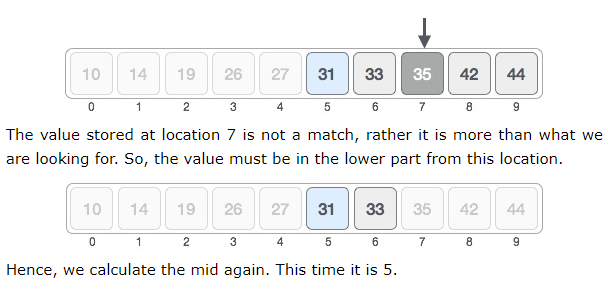 10 14 19 26 27 31 33 35 42 44
0 1 2 3 4 5 6 7 8 9
The value stored at location 7 is not a match, rather it is more than what we
are looking for. So, the value must be in the lower part from this location.
10 14 19 26 27 31 33 35 42 44
0 1 2 3 4 5 6 7 8 9
Hence, we calculate the mid again. This time it is 5.